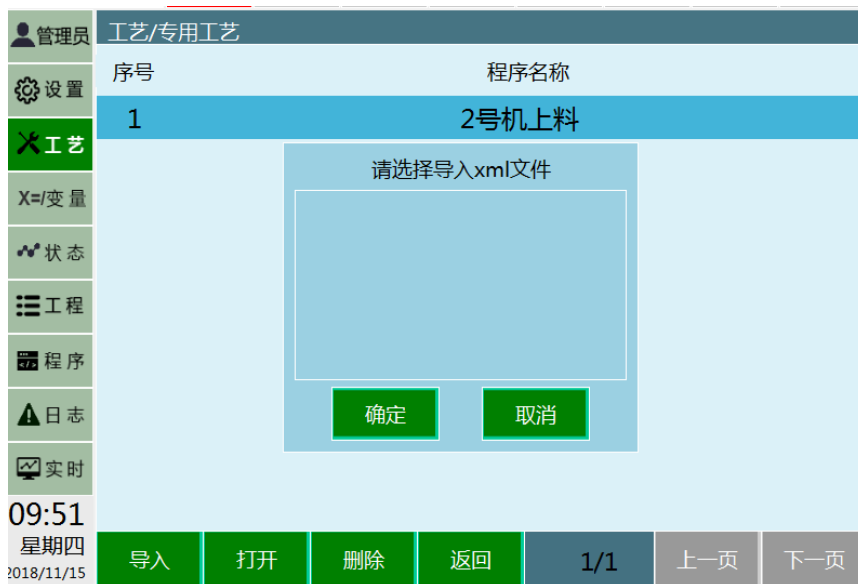 管理员
设置
工艺
X=/变量
状态
工程
程序
日志
实时
09:51
星期四
2018/11/15
工艺/专用工艺
序号 程序名称
1 2号机上料
请选择导入xml文件
确定 取消
导入 打开 删除 返回 1/1 上一页 下一页